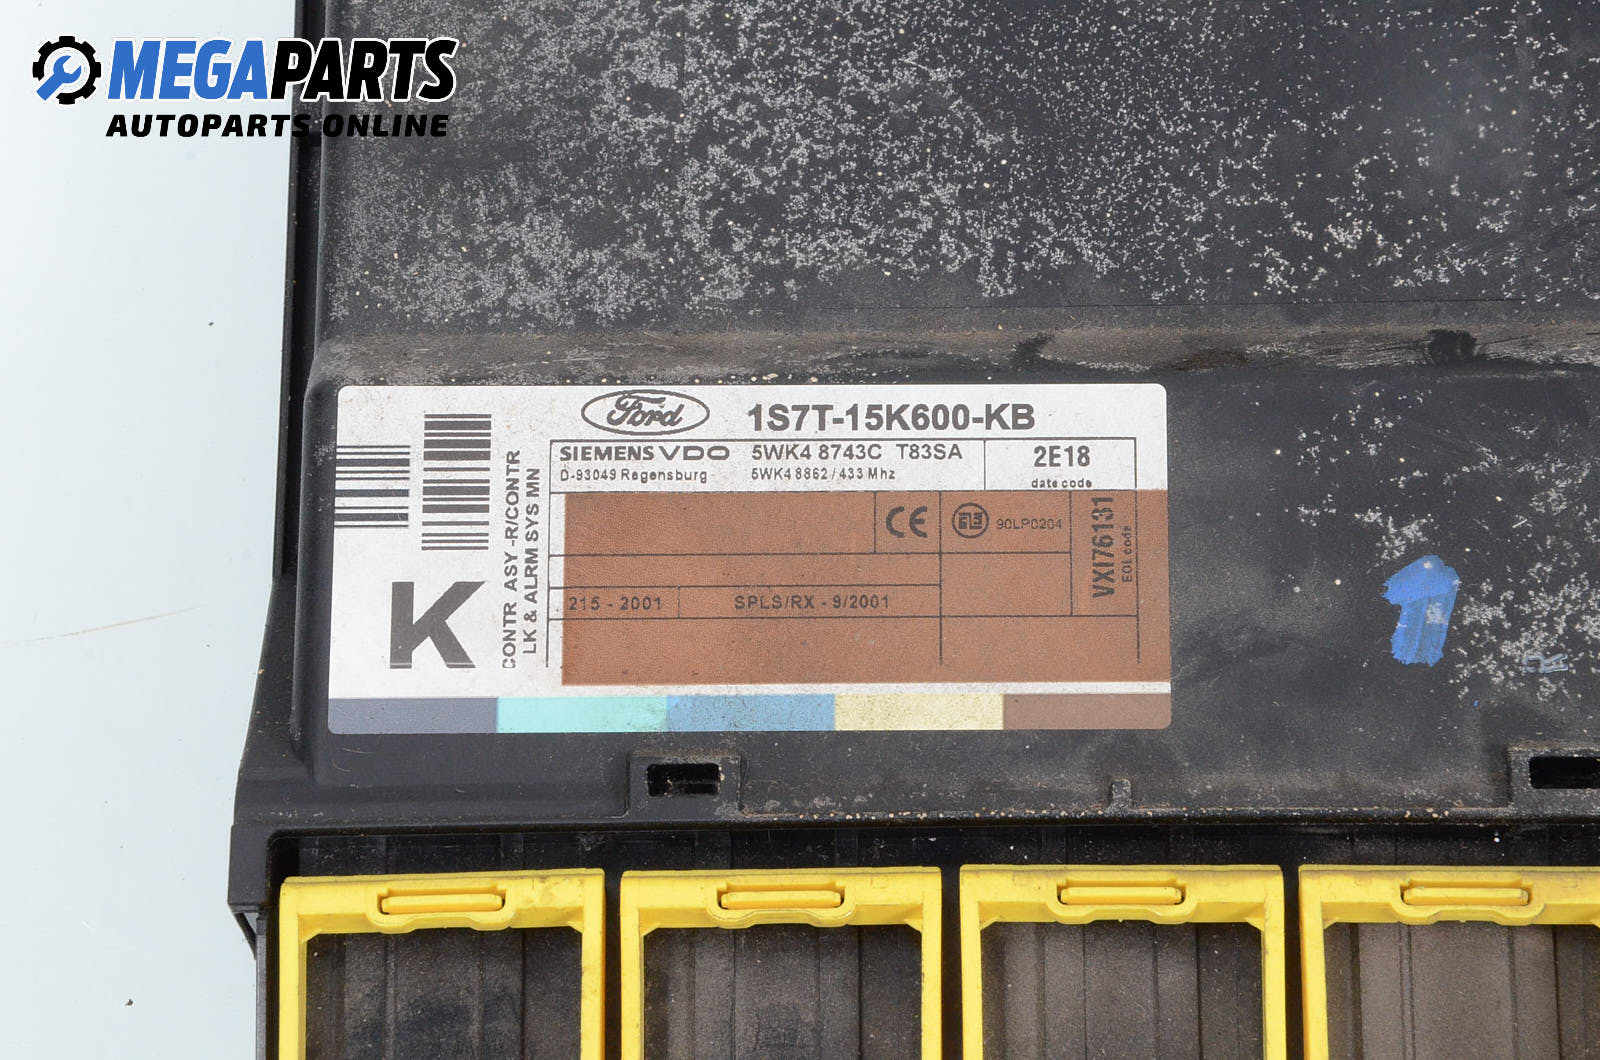 MEGAPARTS
AUTOPARTS ONLINE
Ford 1S7T-15K600-KB
SIEMENS VDO 5WK4 8743C T83SA
D-93049 Regensburg 5WK4 8862 / 433 Mhz
2E18
date code
CE
90LP0204
VXI76131
EOL code
215 - 2001 SPLS/RX - 9/2001
K
CONTR ASY -R/CONTR
LK & ALRM SYS MN